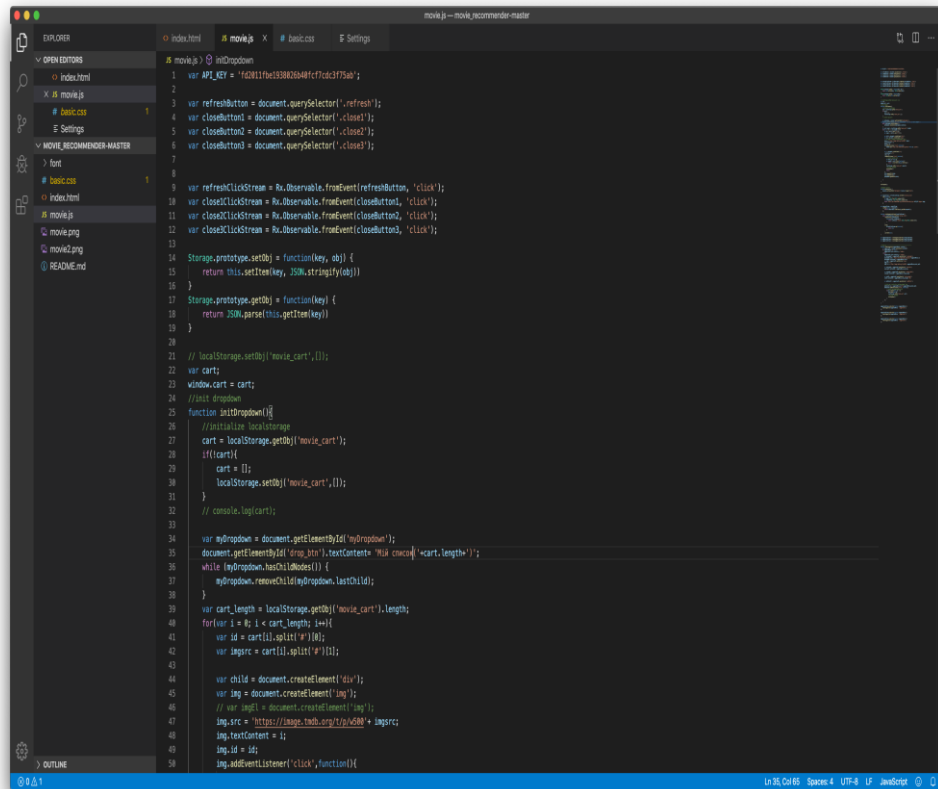 movie.js — movie_recommender-master
EXPLORER
index.html
movie.js X
# basic.css
Settings
OPEN EDITORS
index.html
X JS movie.js
# basic.css 1
Settings
MOVIE_RECOMMENDER-MASTER
font
# basic.css 1
index.html
JS movie.js
movie.png
movie2.png
README.md
OUTLINE
JS movie.js > initDropdown
1 var API_KEY = 'fd2011fbe1938026b40fcf7cdc3f75ab';
2
3 var refreshButton = document.querySelector('.refresh');
4 var closeButton1 = document.querySelector('.close1');
5 var closeButton2 = document.querySelector('.close2');
6 var closeButton3 = document.querySelector('.close3');
7
8
9 var refreshClickStream = Rx.Observable.fromEvent(refreshButton, 'click');
10 var close1ClickStream = Rx.Observable.fromEvent(closeButton1, 'click');
11 var close2ClickStream = Rx.Observable.fromEvent(closeButton2, 'click');
12 var close3ClickStream = Rx.Observable.fromEvent(closeButton3, 'click');
13
14 Storage.prototype.setObj = function(key, obj) {
15 return this.setItem(key, JSON.stringify(obj))
16 }
17 Storage.prototype.getObj = function(key) {
18 return JSON.parse(this.getItem(key))
19 }
20
21 // localStorage.setObj('movie_cart',[]);
22 var cart;
23 window.cart = cart;
24 //init dropdown
25 function initDropdown(){
26 //initialize localstorage
27 cart = localStorage.getObj('movie_cart');
28 if(!cart){
29 cart = [];
30 localStorage.setObj('movie_cart',[]);
31 }
32 // console.log(cart);
33
34 var myDropdown = document.getElementById('myDropdown');
35 document.getElementById('drop_btn').textContent= 'Мій список('+cart.length+')';
36 while (myDropdown.hasChildNodes()) {
37 myDropdown.removeChild(myDropdown.lastChild);
38 }
39 var cart_length = localStorage.getObj('movie_cart').length;
40 for(var i = 0; i < cart_length; i++){
41 var id = cart[i].split('#')[0];
42 var imgsrc = cart[i].split('#')[1];
43
44 var child = document.createElement('div');
45 var img = document.createElement('img');
46 // var imgEl = document.createElement('img');
47 img.src = 'https://image.tmdb.org/t/p/w500'+ imgsrc;
48 img.textContent = i;
49 img.id = id;
50 img.addEventListener('click',function(){
0 1
Ln 35, Col 65 Spaces: 4 UTF-8 LF JavaScript